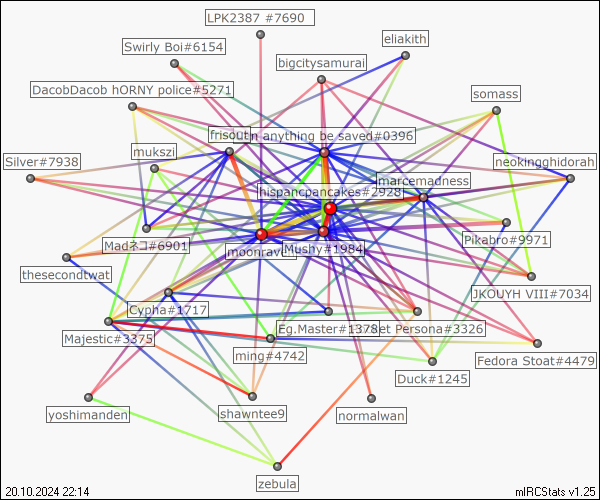 LPK2387 #7690
eliakith
Swirly Boi#6154
bigcitysamurai
DacobDacob hORNY police#5271
somass
frisout
n anything be saved#0396
mukszi
Silver#7938
neokingghidorah
marcemadness
hispancpancakes#2928
Pikabro#9971
Madネコ#6901
moonrav
Mushy#1984
thesecondtwat
JKOUYH VIII#7034
Cypha#1717
Eg.Master#1378
et Persona#3326
Majestic#3375
ming#4742
Fedora Stoat#4479
Duck#1245
yoshimanden
shawntee9
normalwan
zebula
20.10.2024 22:14
mIRCStats v1.25